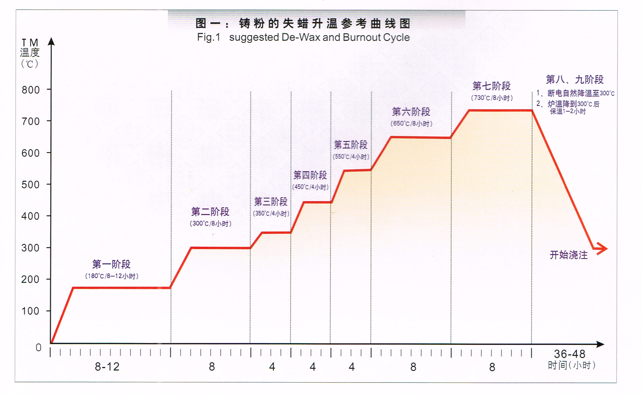 图一：铸粉的失蜡升温参考曲线图
Fig.1 suggested De-Wax and Burnout Cycle
TM
温度
(℃)
800
700
600
500
400
300
200
100
0
第一阶段
(180℃/8-12小时)
第二阶段
(300℃/8小时)
第三阶段
(350℃/4小时)
第四阶段
(450℃/4小时)
第五阶段
(550℃/4小时)
第六阶段
(650℃/8小时)
第七阶段
(730℃/8小时)
第八、九阶段
1、断电自然降温至300℃
2、炉温降到300℃后
保温1-2小时
开始浇注
8-12
8
4
4
4
8
8
36-48
时间(小时)